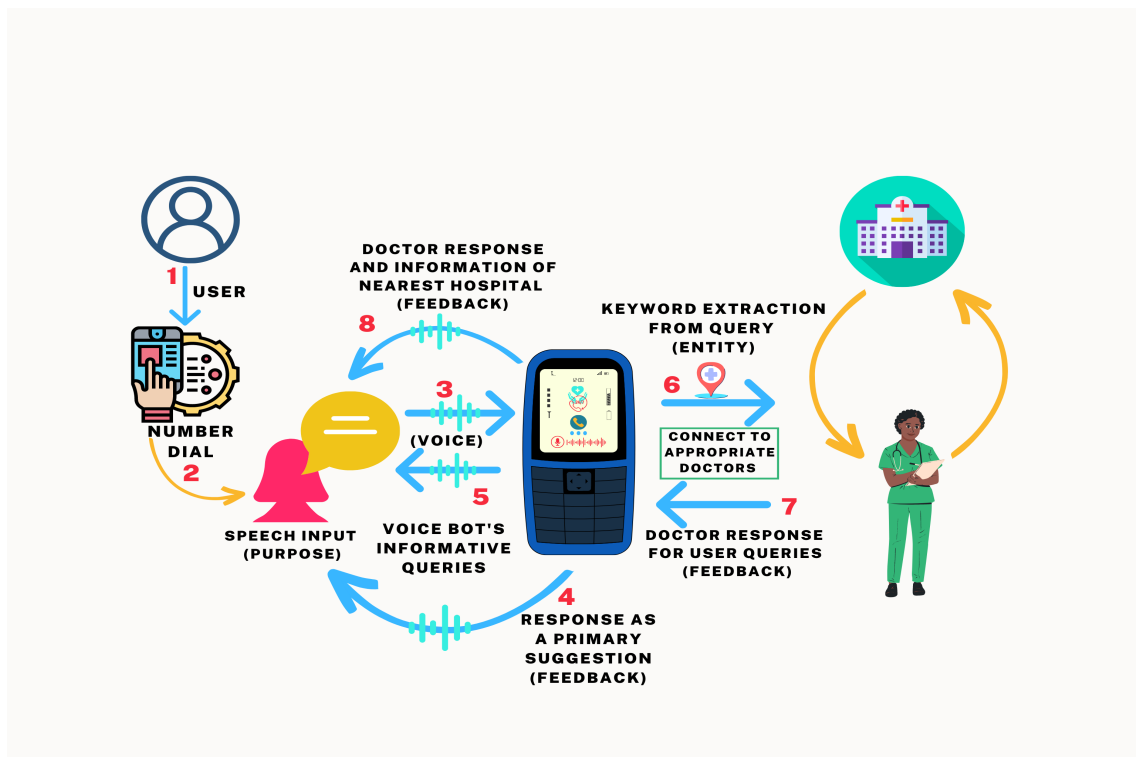 1
USER
NUMBER
DIAL
2
SPEECH INPUT
(PURPOSE)
DOCTOR RESPONSE
AND INFORMATION OF
NEAREST HOSPITAL
(FEEDBACK)
8
3
(VOICE)
5
VOICE BOT'S
INFORMATIVE
QUERIES
4
RESPONSE AS
A PRIMARY
SUGGESTION
(FEEDBACK)
KEYWORD EXTRACTION
FROM QUERY
(ENTITY)
6
CONNECT TO
APPROPRIATE
DOCTORS
7
DOCTOR RESPONSE
FOR USER QUERIES
(FEEDBACK)